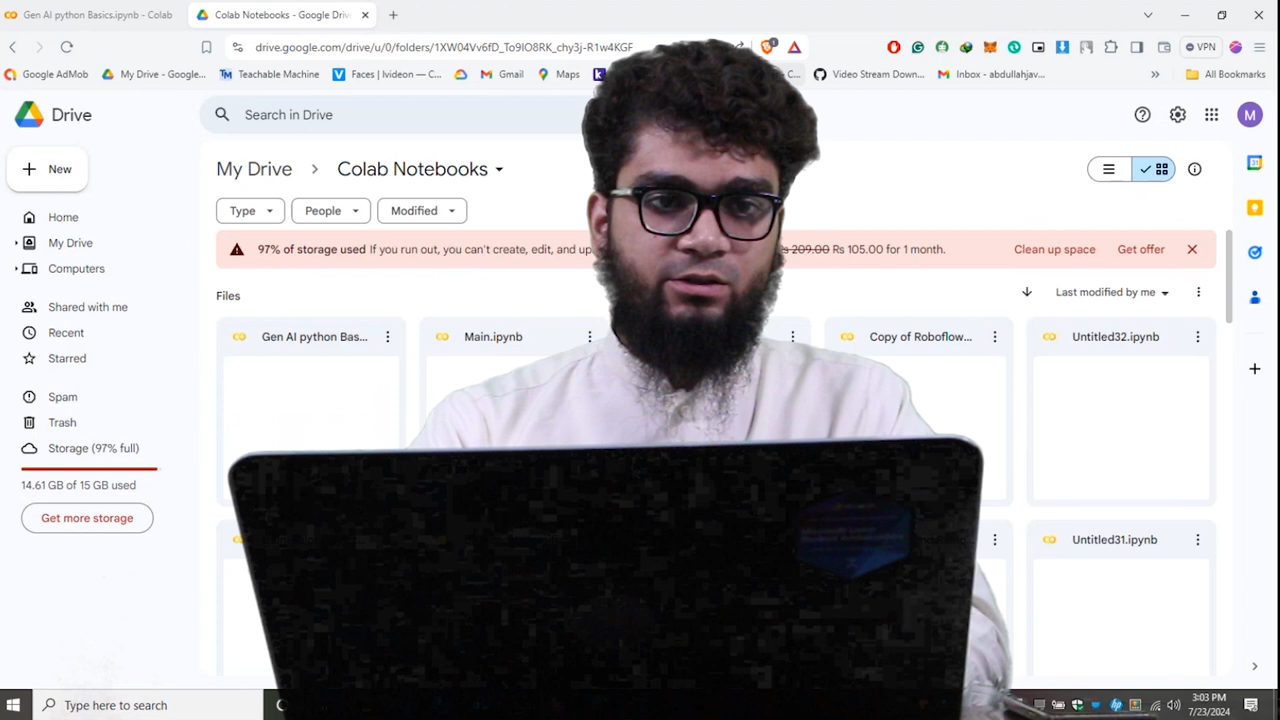 Gen AI python Basics.ipynb - Colab
Colab Notebooks - Google Driv
drive.google.com/drive/u/0/folders/1XW04Vv6fD_To9IO8RK_chy3j-R1w4KGF
1
VPN
Google AdMob
My Drive - Google...
Teachable Machine
Faces | Ivideon — C...
Gmail
Maps
C...
Video Stream Down...
Inbox - abdullahjav...
All Bookmarks
Drive
Search in Drive
M
New
My Drive > Colab Notebooks
Type
People
Modified
Home
My Drive
Computers
Shared with me
Recent
Starred
Spam
Trash
Storage (97% full)
14.61 GB of 15 GB used
Get more storage
97% of storage used If you run out, you can't create, edit, and up
209.00 Rs 105.00 for 1 month.
Clean up space
Get offer
Files
Last modified by me
Gen AI python Bas...
Main.ipynb
Copy of Roboflow...
Untitled32.ipynb
Untitled31.ipynb
Type here to search
3:03 PM
7/23/2024